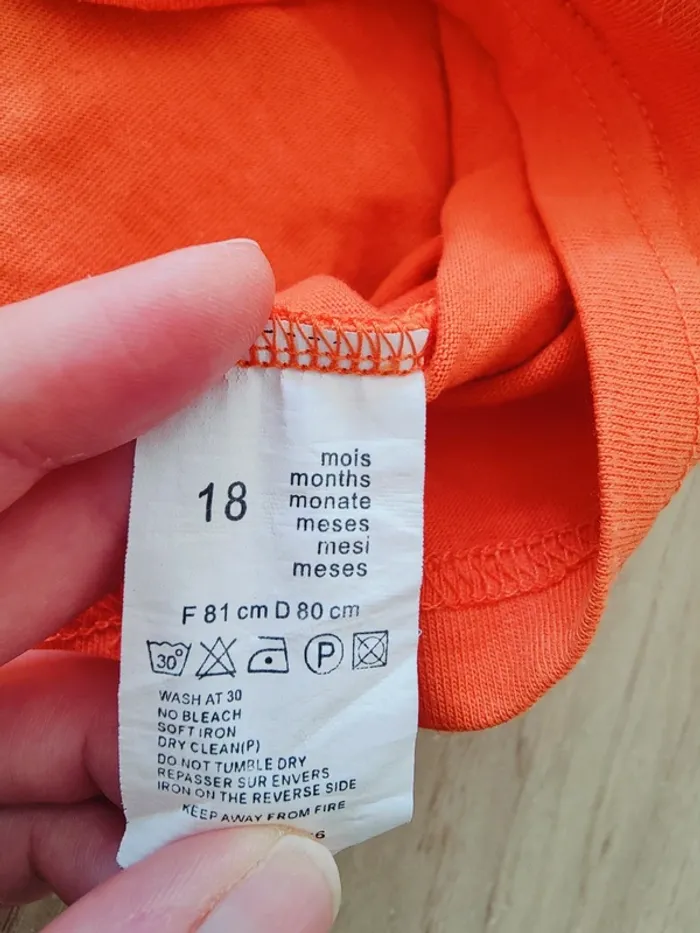 18
mois
months
monate
meses
mesi
meses
F 81 cm D 80 cm
30° P
WASH AT 30
NO BLEACH
SOFT IRON
DRY CLEAN(P)
DO NOT TUMBLE DRY
REPASSER SUR ENVERS
IRON ON THE REVERSE SIDE
KEEP AWAY FROM FIRE